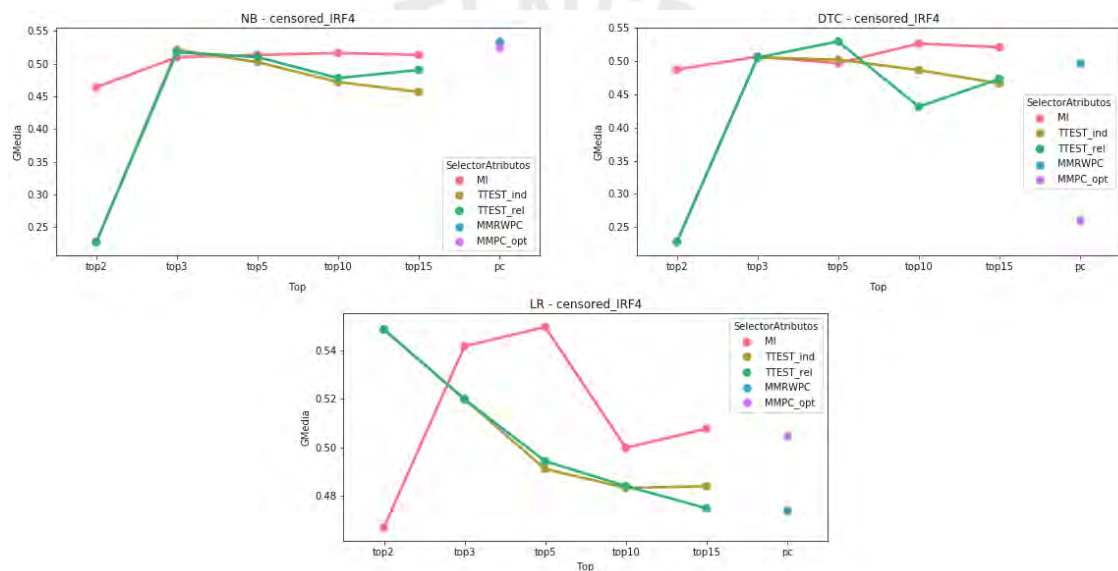 NB - censored_IRF4
0.55
0.50
0.45
0.40
0.35
0.30
0.25
GMedia
SelectorAtributos
MI
TTEST_ind
TTEST_rel
MMRWPC
MMPC_opt
top2 top3 top5 top10 top15 pc
Top
DTC - censored_IRF4
0.55
0.50
0.45
0.40
0.35
0.30
0.25
GMedia
SelectorAtributos
MI
TTEST_ind
TTEST_rel
MMRWPC
MMPC_opt
top2 top3 top5 top10 top15 pc
Top
LR - censored_IRF4
0.54
0.52
0.50
0.48
GMedia
SelectorAtributos
MI
TTEST_ind
TTEST_rel
MMRWPC
MMPC_opt
top2 top3 top5 top10 top15 pc
Top